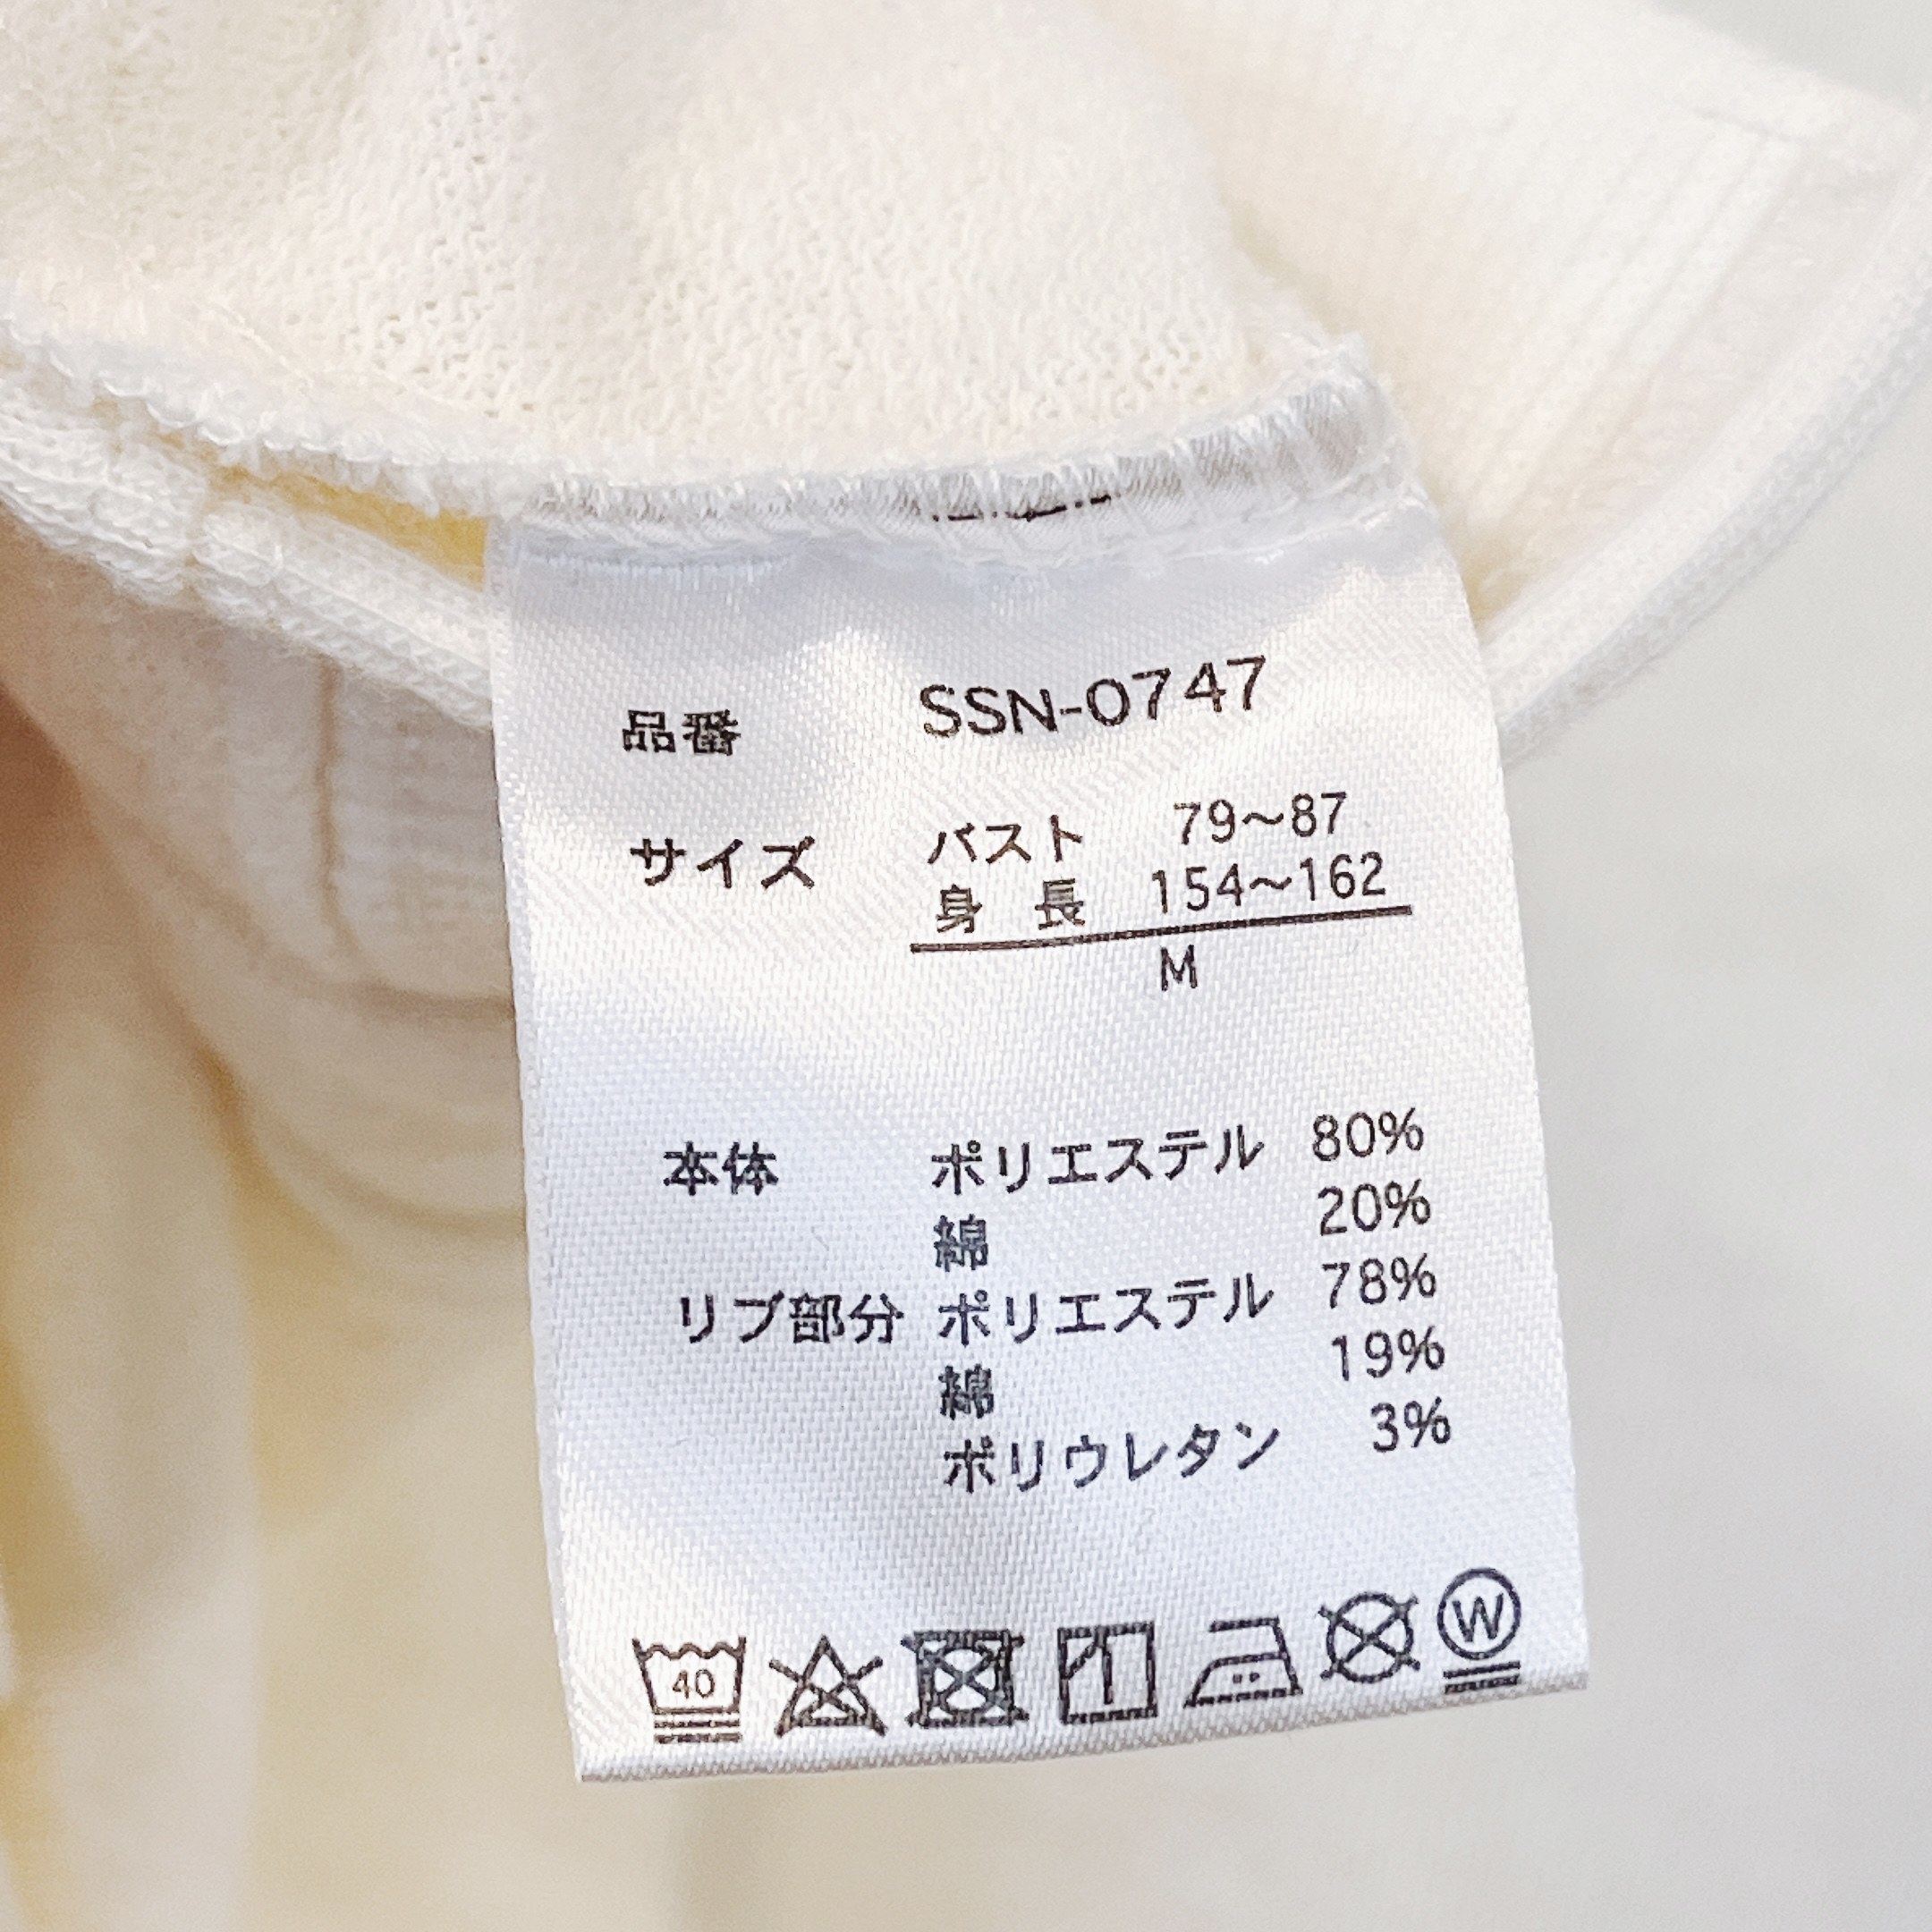 品番 SSN-0747
サイズ バスト 79～87
身 長 154～162
M
本体 ポリエステル 80%
綿 20%
リブ部分 ポリエステル 78%
綿 19%
ポリウレタン 3%
40 W